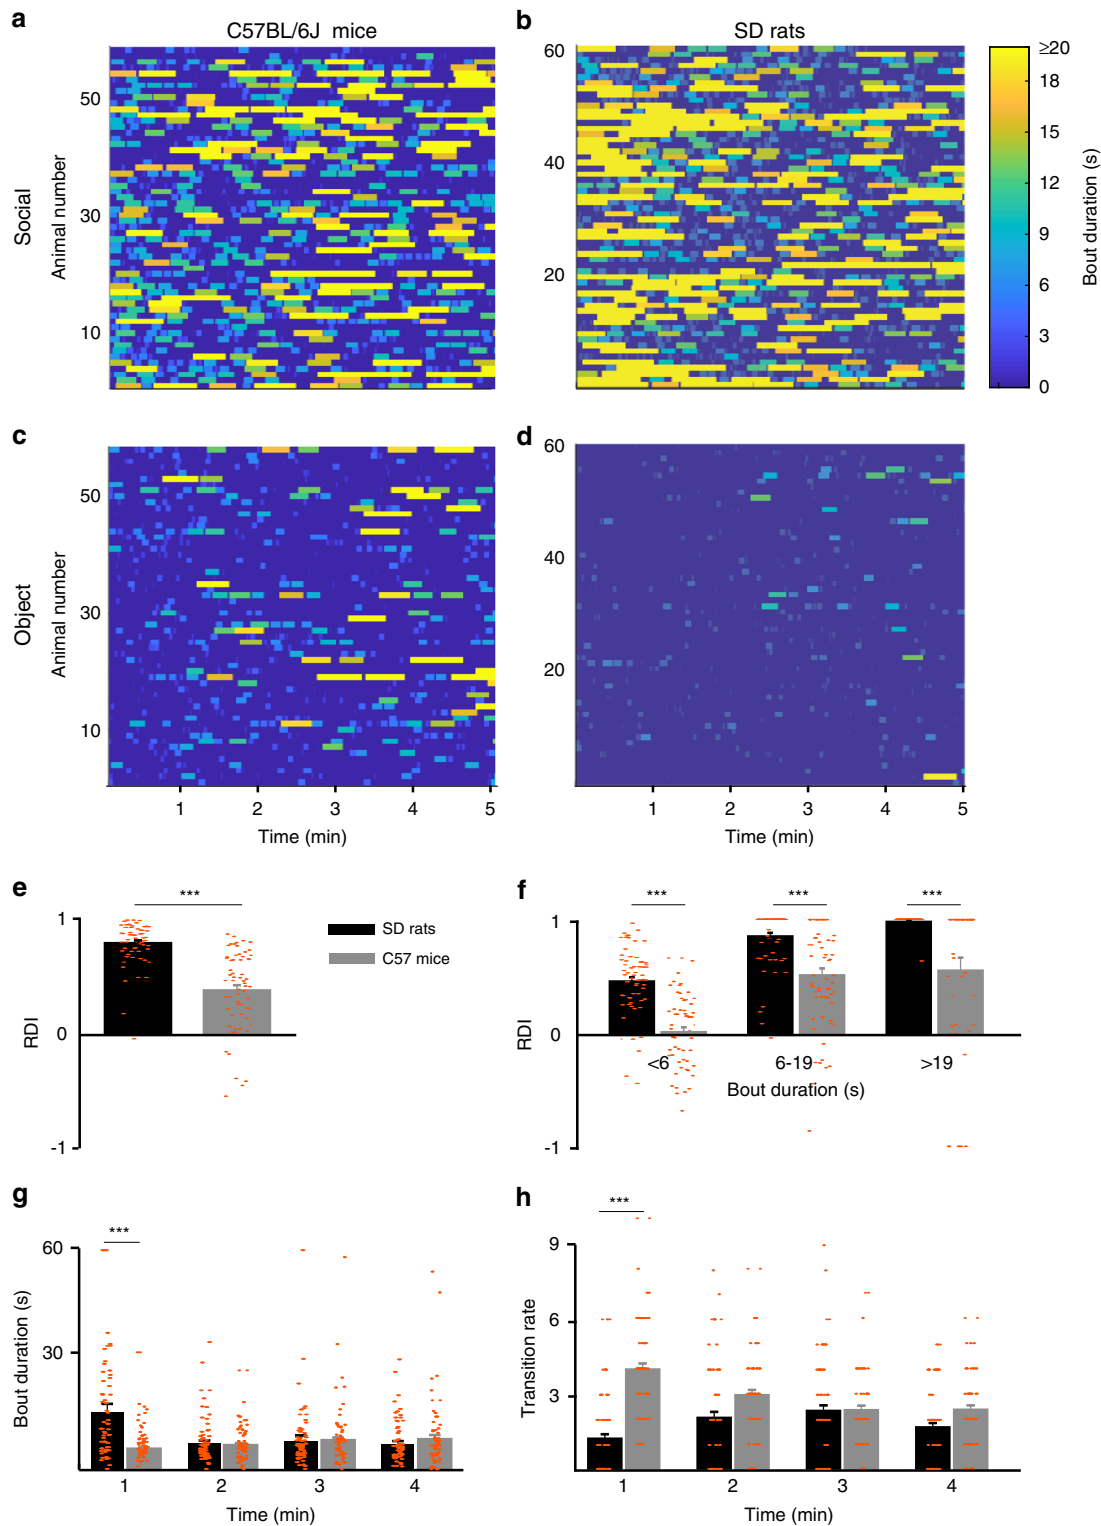 a
C57BL/6J mice
b
SD rats
Social
Animal number
50
30
10
60
40
20
≥20
18
15
12
9
6
3
0
Bout duration (s)
c
d
Object
Animal number
50
30
10
60
40
20
1 2 3 4 5
Time (min)
1 2 3 4 5
Time (min)
e
RDI
1
0
-1
***
SD rats
C57 mice
f
RDI
1
0
-1
*** *** ***
<6 6-19 >19
Bout duration (s)
g
Bout duration (s)
60
30
***
1 2 3 4
Time (min)
h
Transition rate
9
6
3
***
1 2 3 4
Time (min)